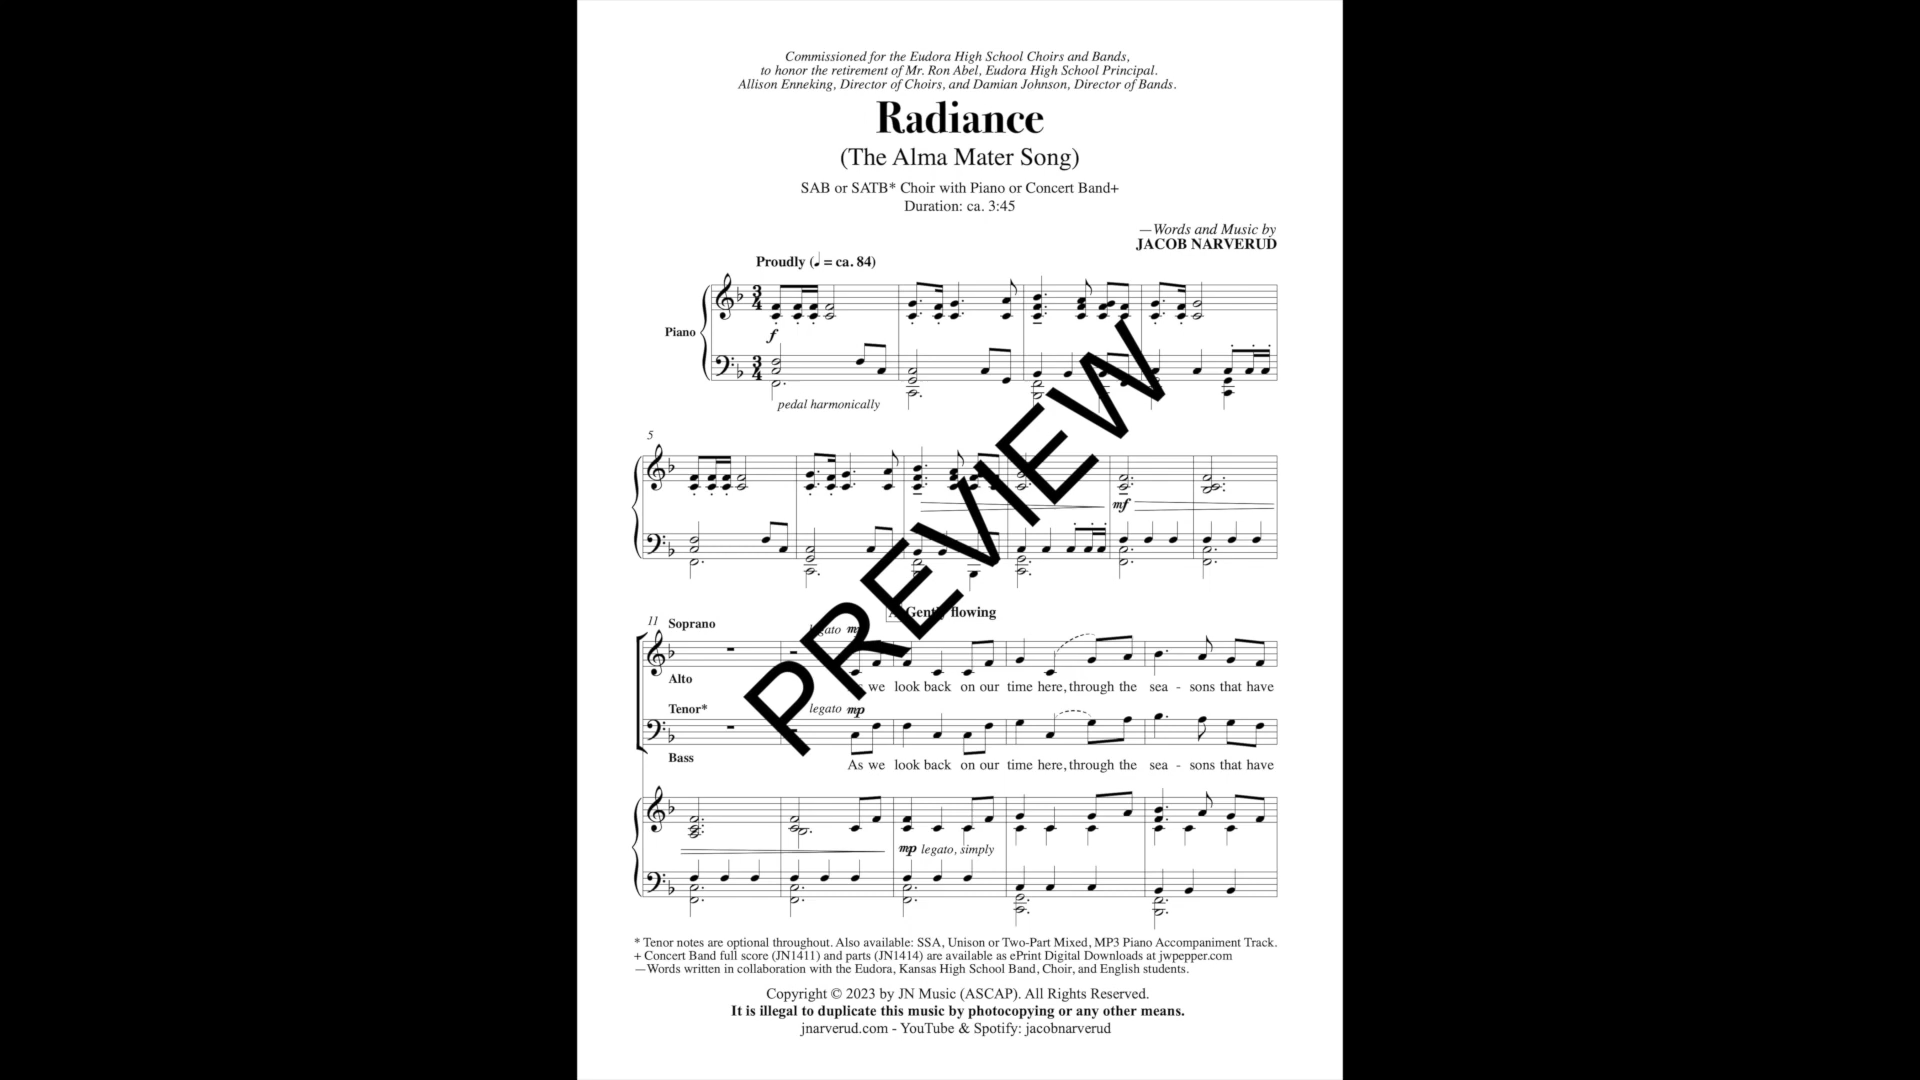 Commissioned for the Eudora High School Choirs and Bands,
to honor the retirement of Mr. Ron Abel, Eudora High School Principal.
Allison Enneking, Director of Choirs, and Damian Johnson, Director of Bands.
Radiance
(The Alma Mater Song)
SAB or SATB* Choir with Piano or Concert Band+
Duration: ca. 3:45
—Words and Music by
JACOB NARVERUD
Proudly (♩ = ca. 84)
3 4
Piano
f
3 4
pedal harmonically
PREVIEW
5
mf
Gently flowing
11 Soprano
legato mp
Alto
we look back on our time here, through the sea - sons that have
Tenor*
legato mp
Bass
As we look back on our time here, through the sea - sons that have
mp legato, simply
* Tenor notes are optional throughout. Also available: SSA, Unison or Two-Part Mixed, MP3 Piano Accompaniment Track.
+ Concert Band full score (JN1411) and parts (JN1414) are available as ePrint Digital Downloads at jwpepper.com
—Words written in collaboration with the Eudora, Kansas High School Band, Choir, and English students.
Copyright © 2023 by JN Music (ASCAP). All Rights Reserved.
It is illegal to duplicate this music by photocopying or any other means.
jnarverud.com - YouTube & Spotify: jacobnarverud